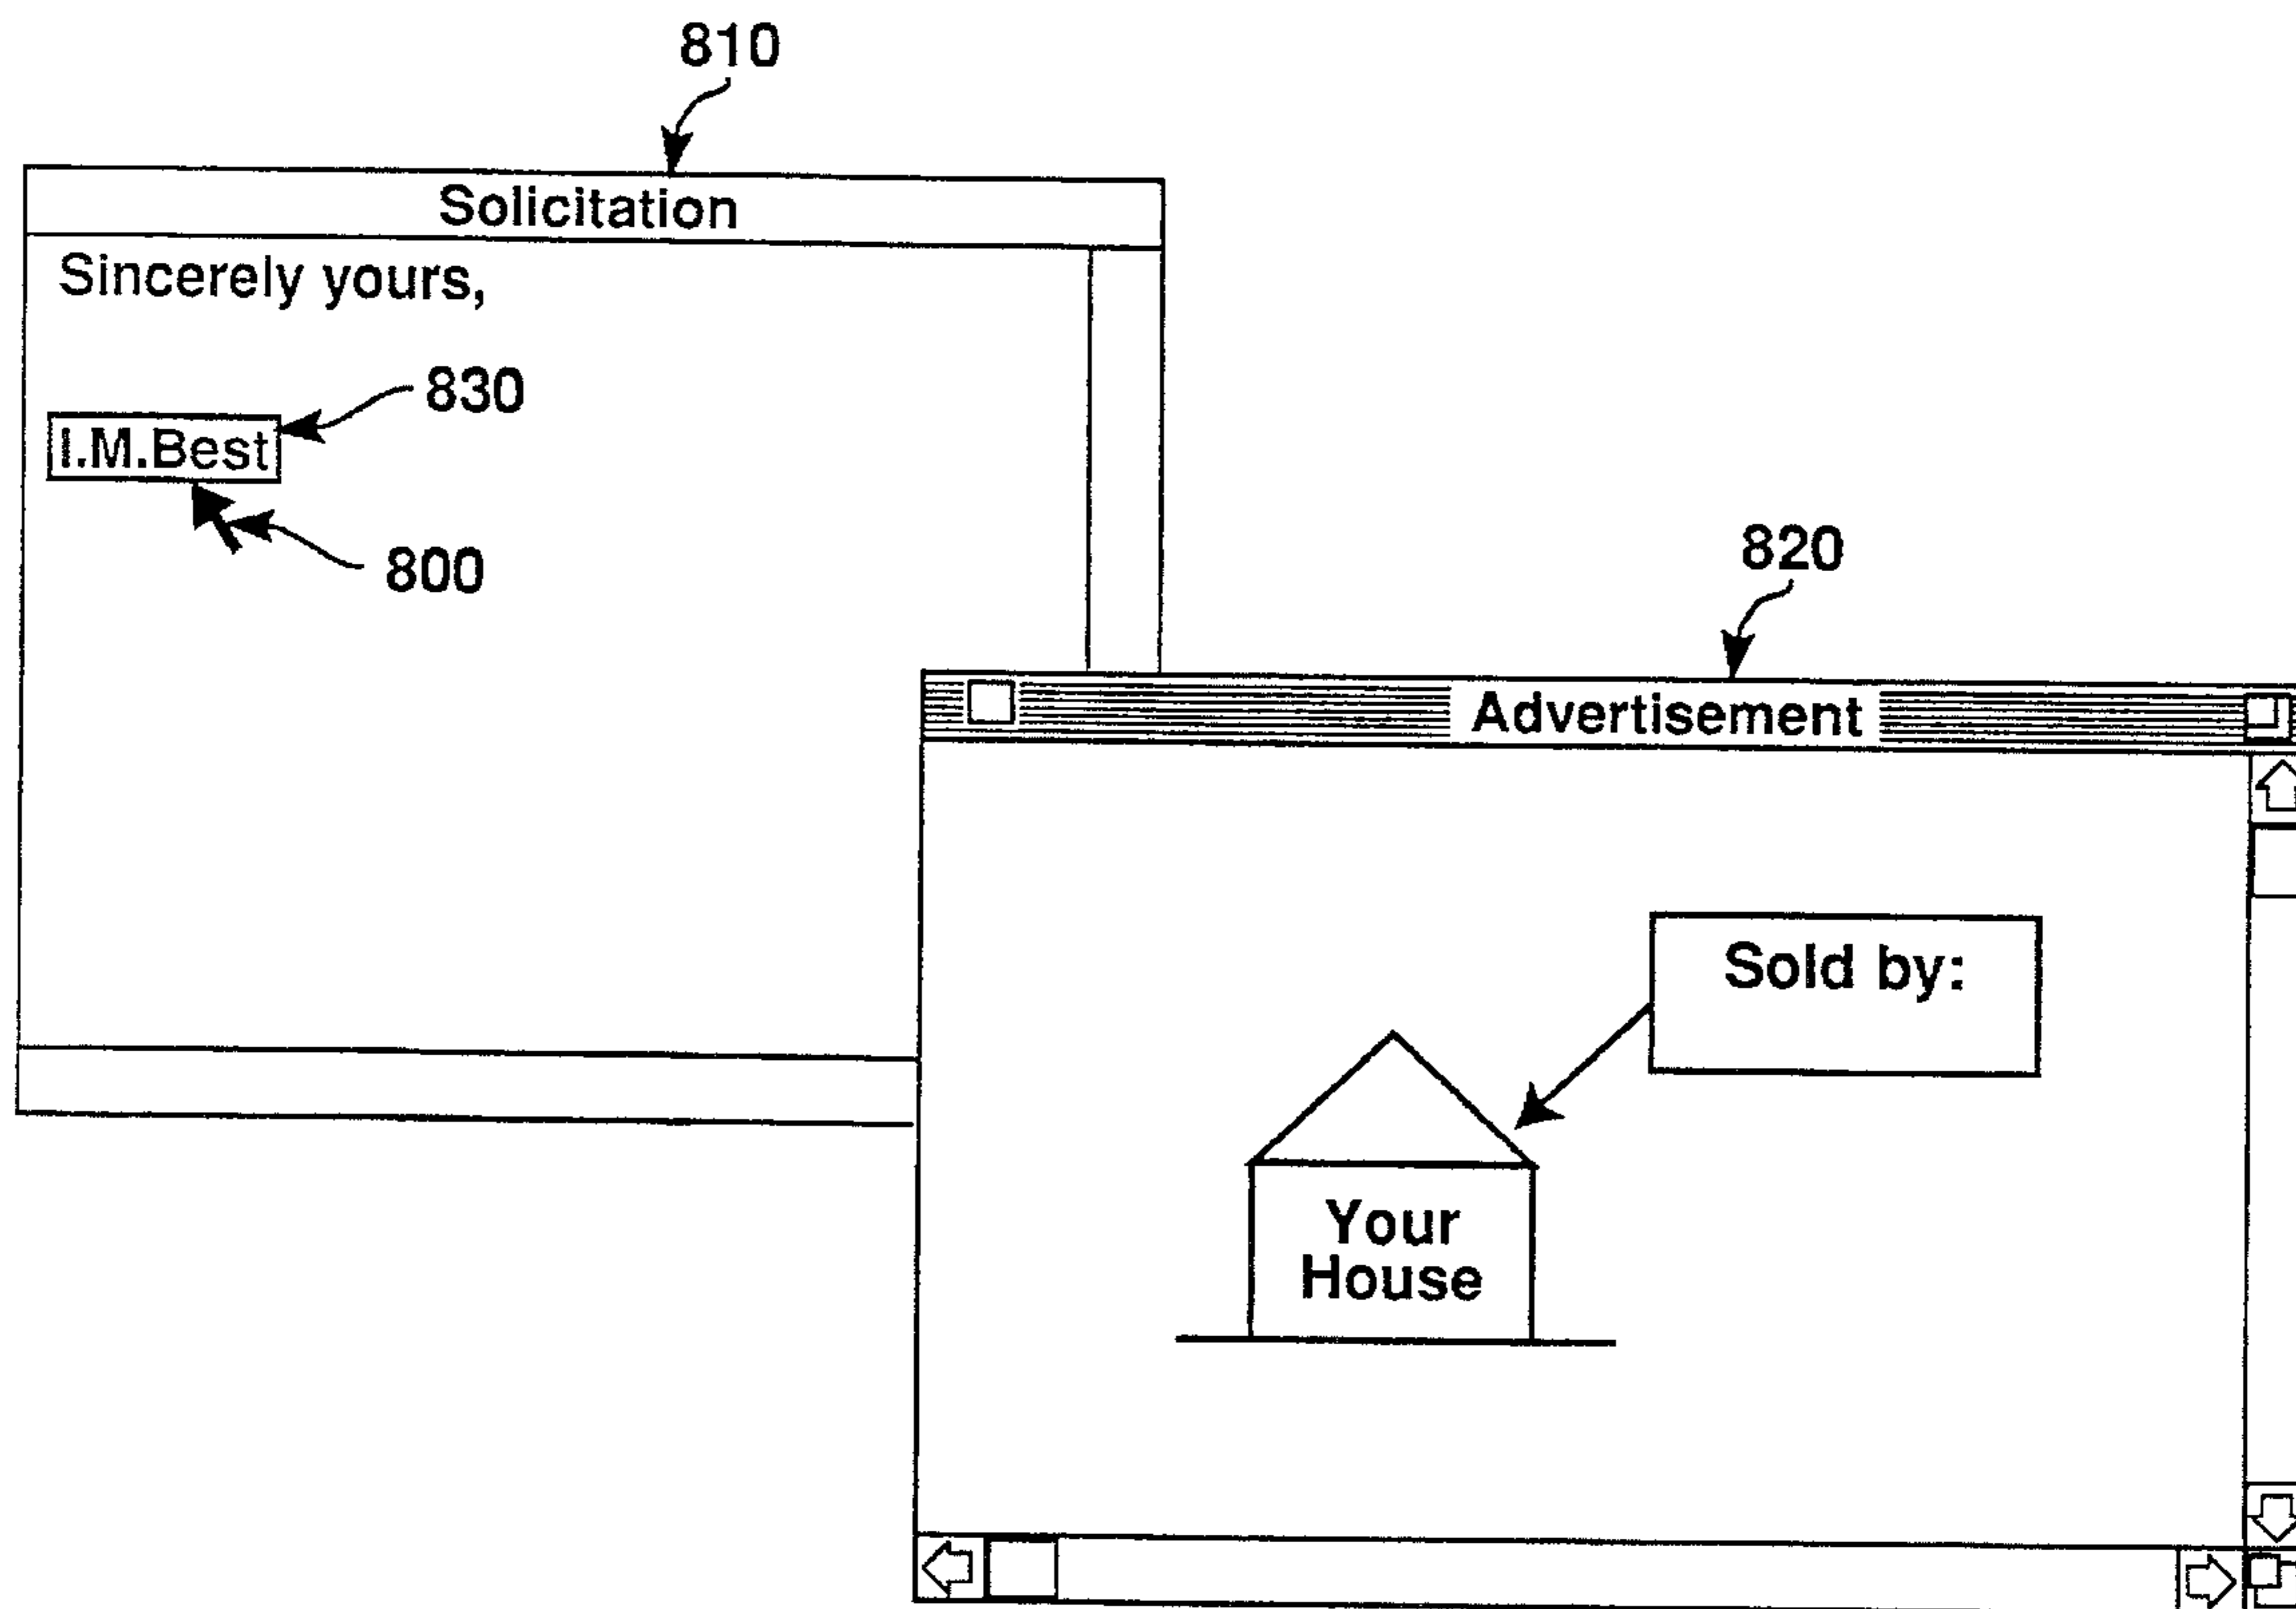 810
Solicitation
Sincerely yours,
830
I.M.Best
800
820
Advertisement
Sold by:
Your
House